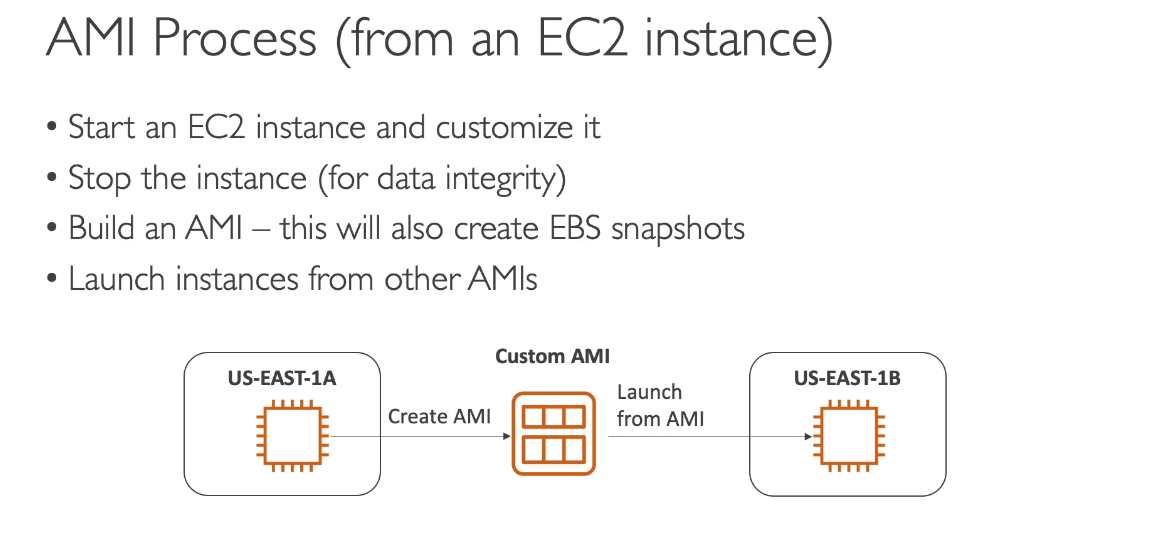 AMI Process (from an EC2 instance)
• Start an EC2 instance and customize it
• Stop the instance (for data integrity)
• Build an AMI – this will also create EBS snapshots
• Launch instances from other AMIs
Custom AMI
US-EAST-1A
Create AMI
Launch
from AMI
US-EAST-1B